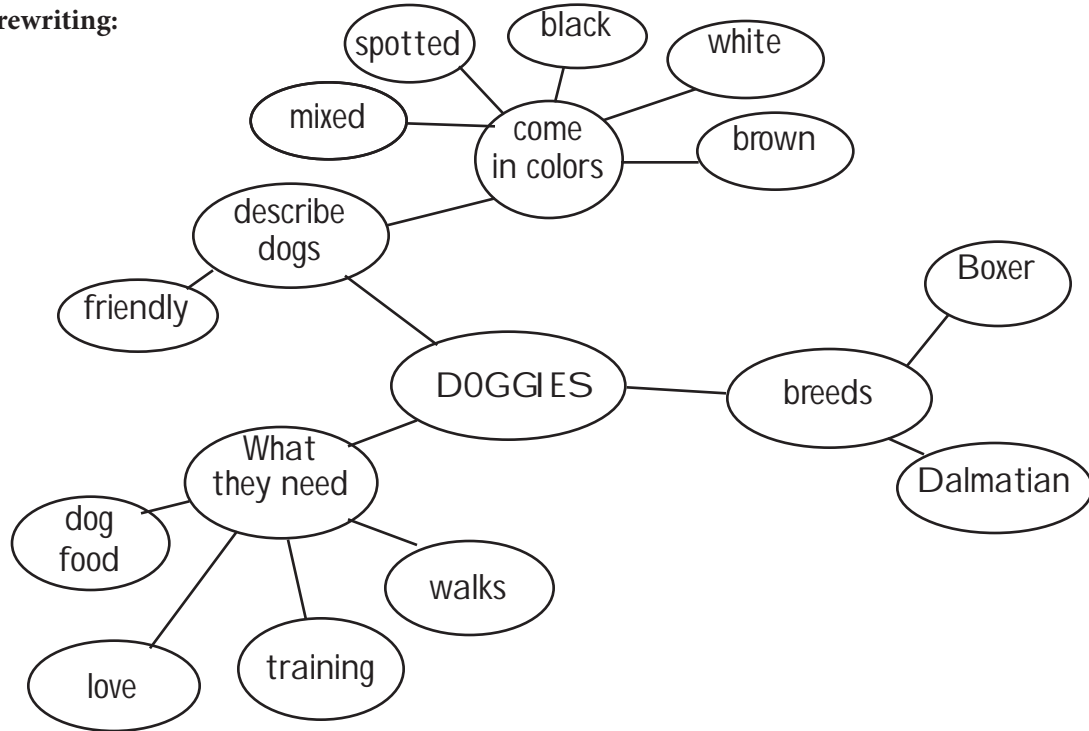 rewriting:
spotted
black
white
mixed
come
in colors
brown
describe
dogs
friendly
Boxer
DOGGIES
breeds
What
they need
Dalmatian
dog
food
walks
love
training